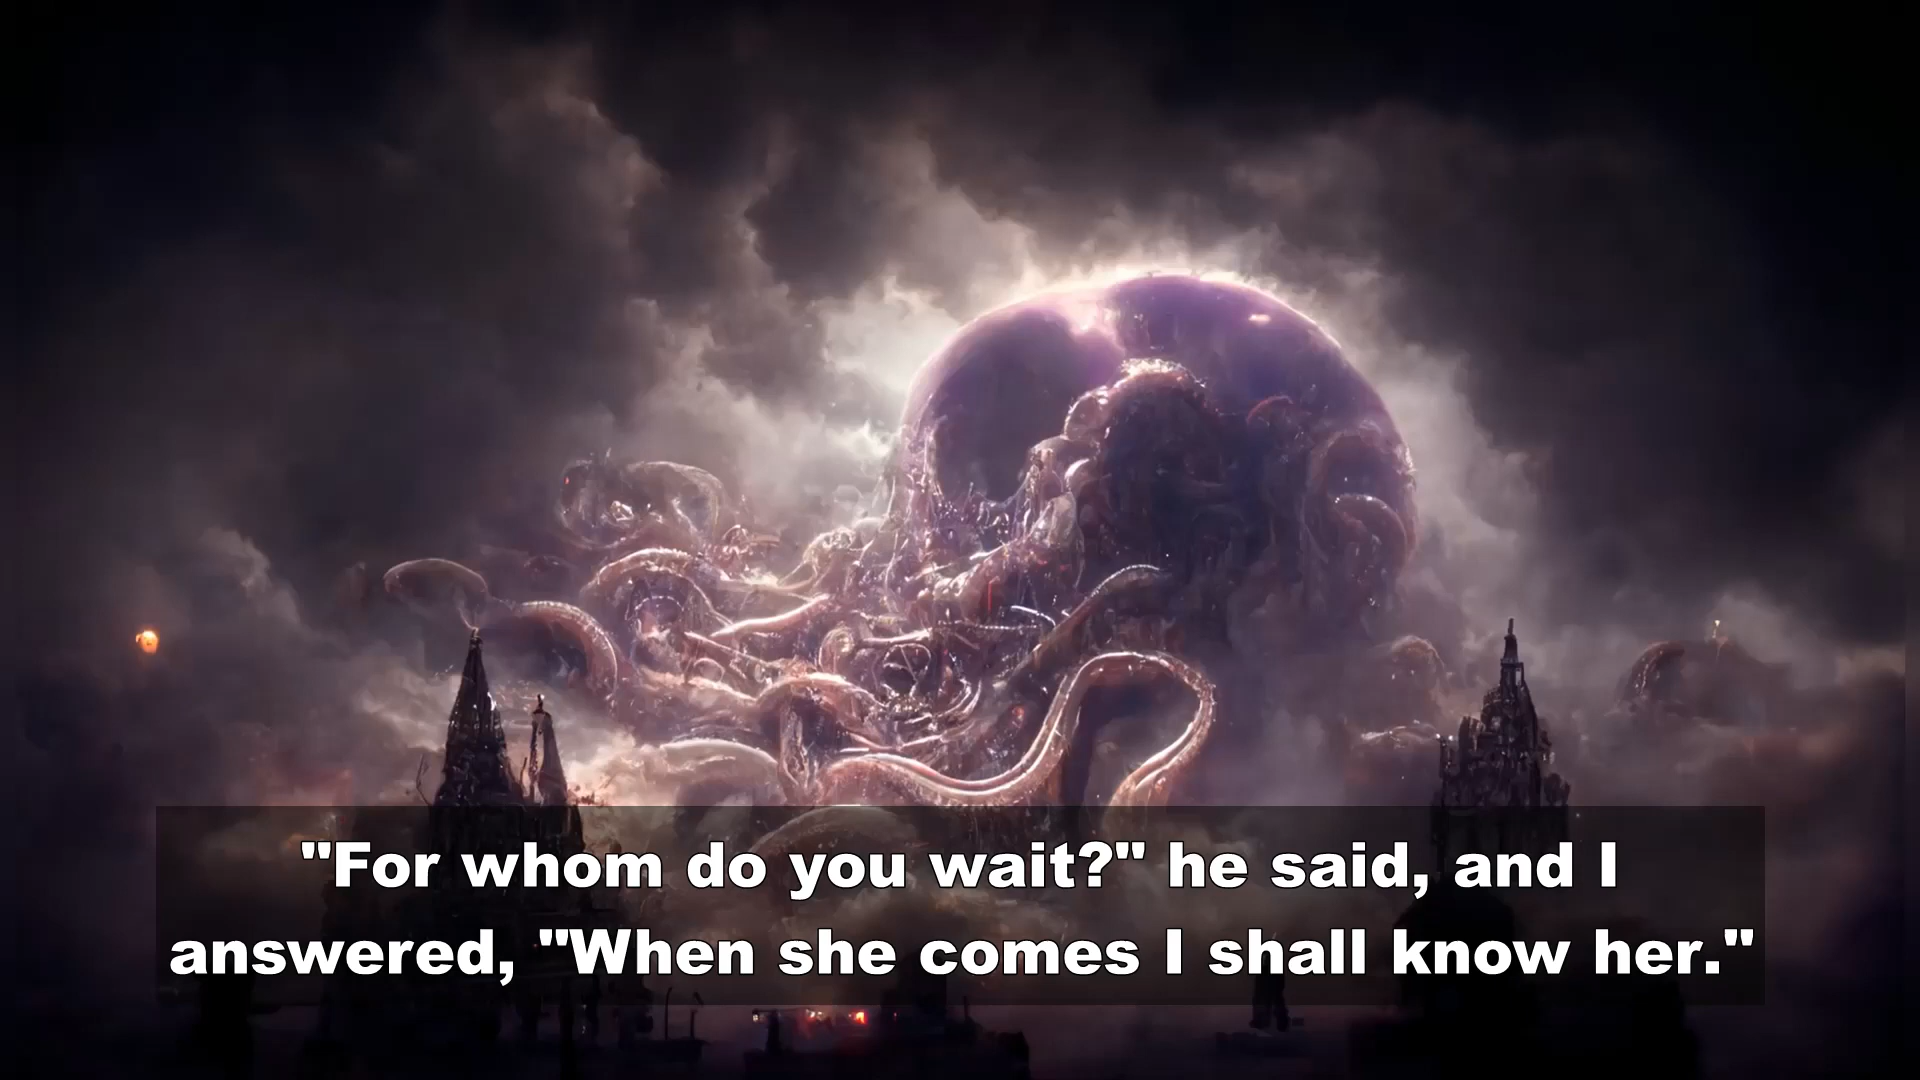 "For whom do you wait?" he said, and I
answered, "When she comes I shall know her."